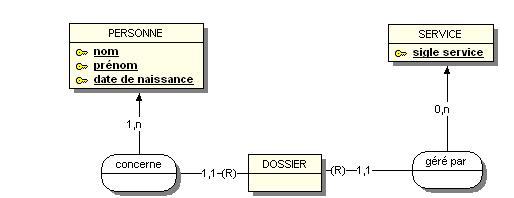 PERSONNE
nom
prénom
date de naissance
SERVICE
sigle service
1,n
0,n
concerne
1,1 (R)
DOSSIER
(R) 1,1
géré par